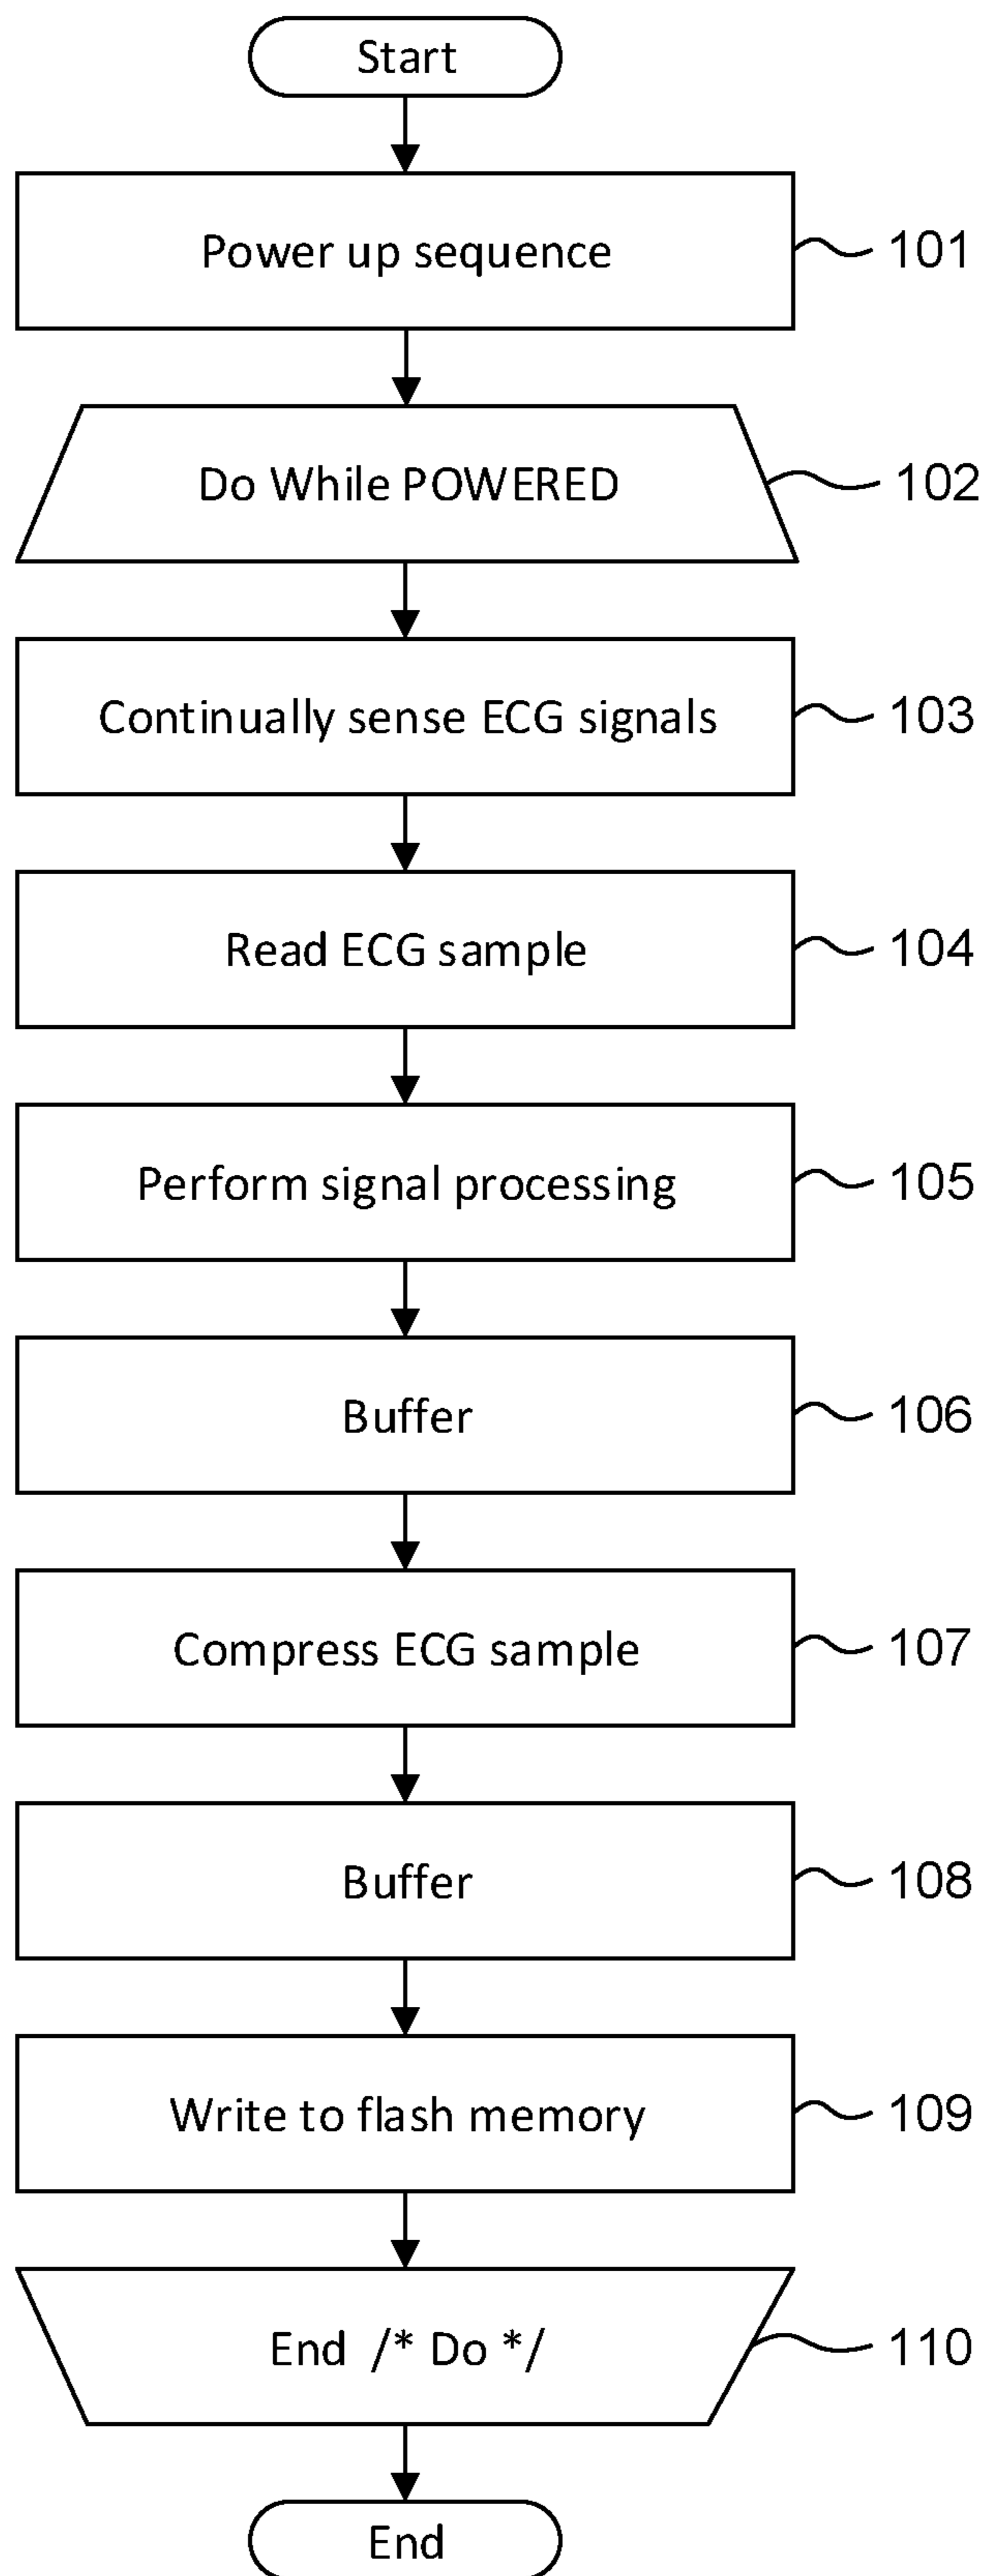 Start
Power up sequence
101
Do While POWERED
102
Continually sense ECG signals
103
Read ECG sample
104
Perform signal processing
105
Buffer
106
Compress ECG sample
107
Buffer
108
Write to flash memory
109
End /* Do */
110
End